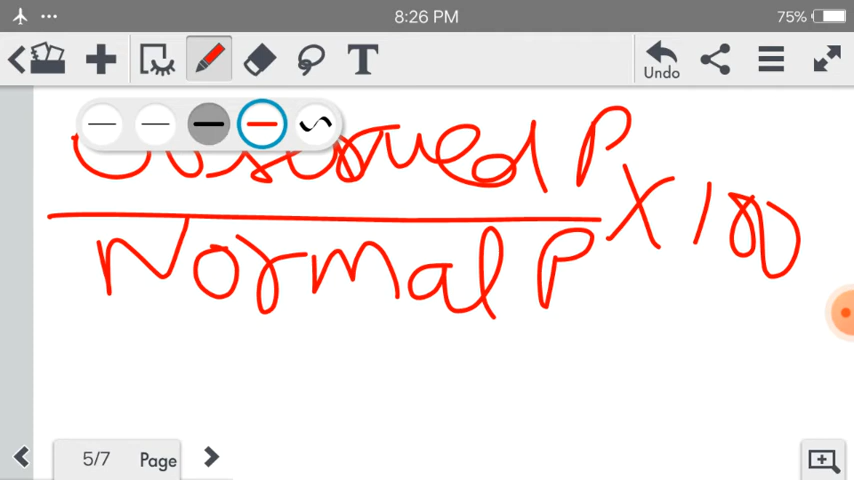 8:26 PM
75%
T
Undo
Observed P
Normal P
X 100
5/7 Page